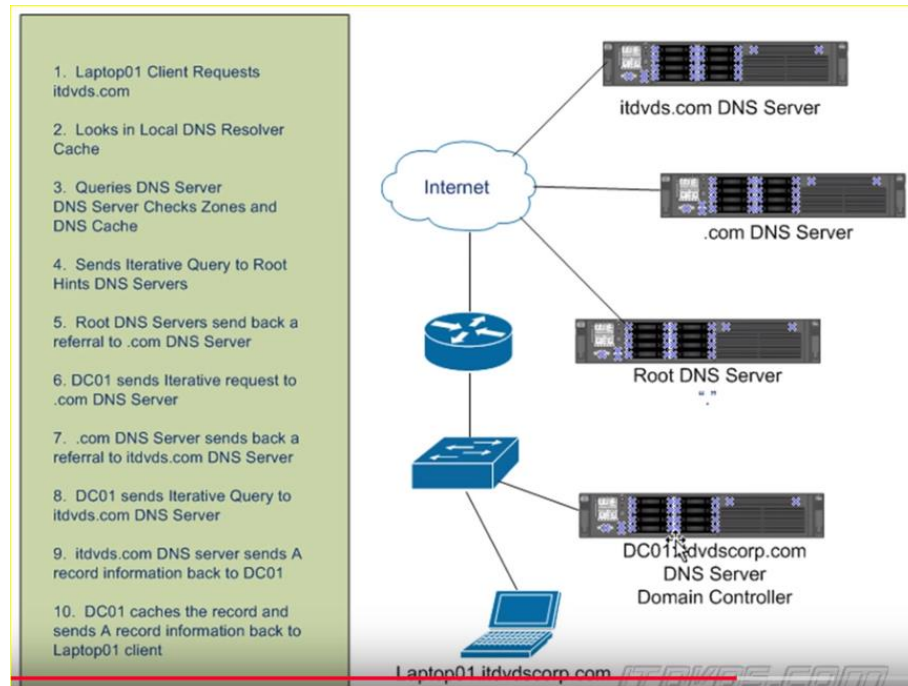 1. Laptop01 Client Requests
itdvds.com
2. Looks in Local DNS Resolver
Cache
3. Queries DNS Server
DNS Server Checks Zones and
DNS Cache
4. Sends Iterative Query to Root
Hints DNS Servers
5. Root DNS Servers send back a
referral to .com DNS Server
6. DC01 sends Iterative request to
.com DNS Server
7. .com DNS Server sends back a
referral to itdvds.com DNS Server
8. DC01 sends Iterative Query to
itdvds.com DNS Server
9. itdvds.com DNS server sends A
record information back to DC01
10. DC01 caches the record and
sends A record information back to
Laptop01 client
itdvds.com DNS Server
Internet
.com DNS Server
Root DNS Server
"."
DC01.itdvdscorp.com
DNS Server
Domain Controller
Laptop01.itdvdscorp.com
ITDVDS.COM